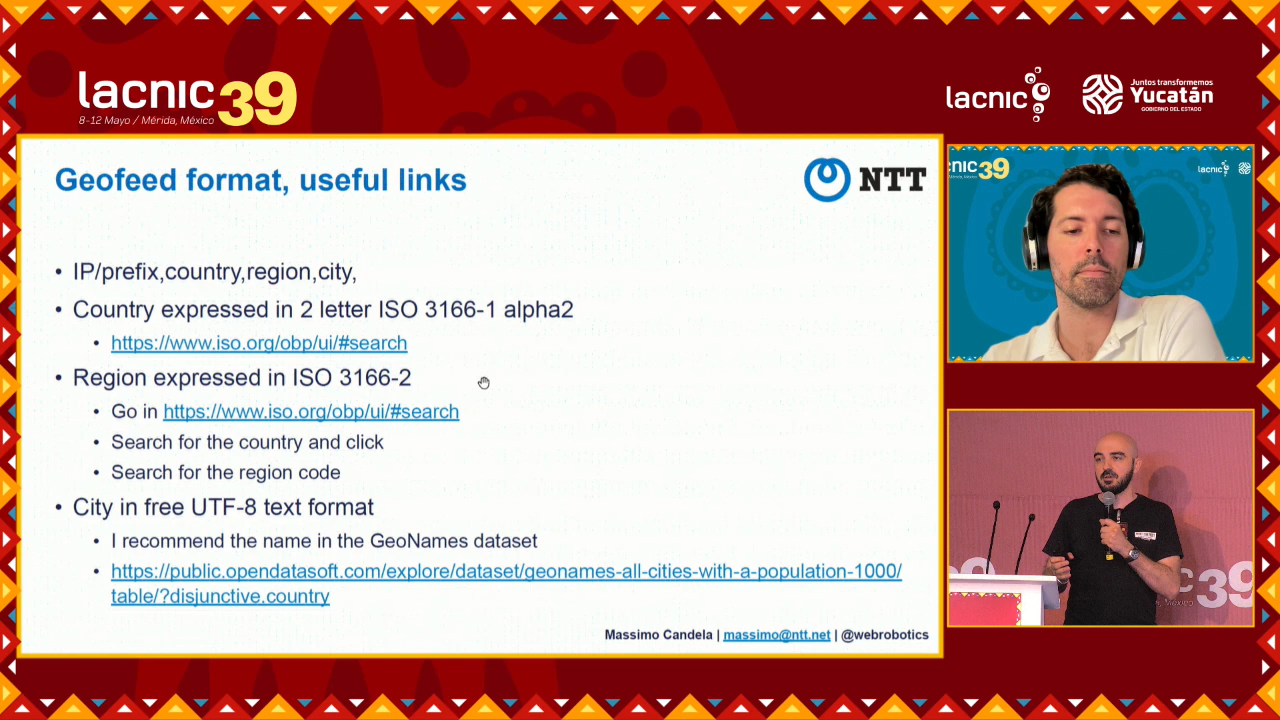 lacnic 39
8-12 Mayo / Mérida, México
lacnic
Juntos transformemos
Yucatán
GOBIERNO DEL ESTADO
Geofeed format, useful links
NTT
• IP/prefix,country,region,city,
• Country expressed in 2 letter ISO 3166-1 alpha2
• https://www.iso.org/obp/ui/#search
• Region expressed in ISO 3166-2
• Go in https://www.iso.org/obp/ui/#search
• Search for the country and click
• Search for the region code
• City in free UTF-8 text format
• I recommend the name in the GeoNames dataset
• https://public.opendatasoft.com/explore/dataset/geonames-all-cities-with-a-population-1000/
table/?disjunctive.country
Massimo Candela | massimo@ntt.net | @webrobotics
cnic 39
lacnic
39